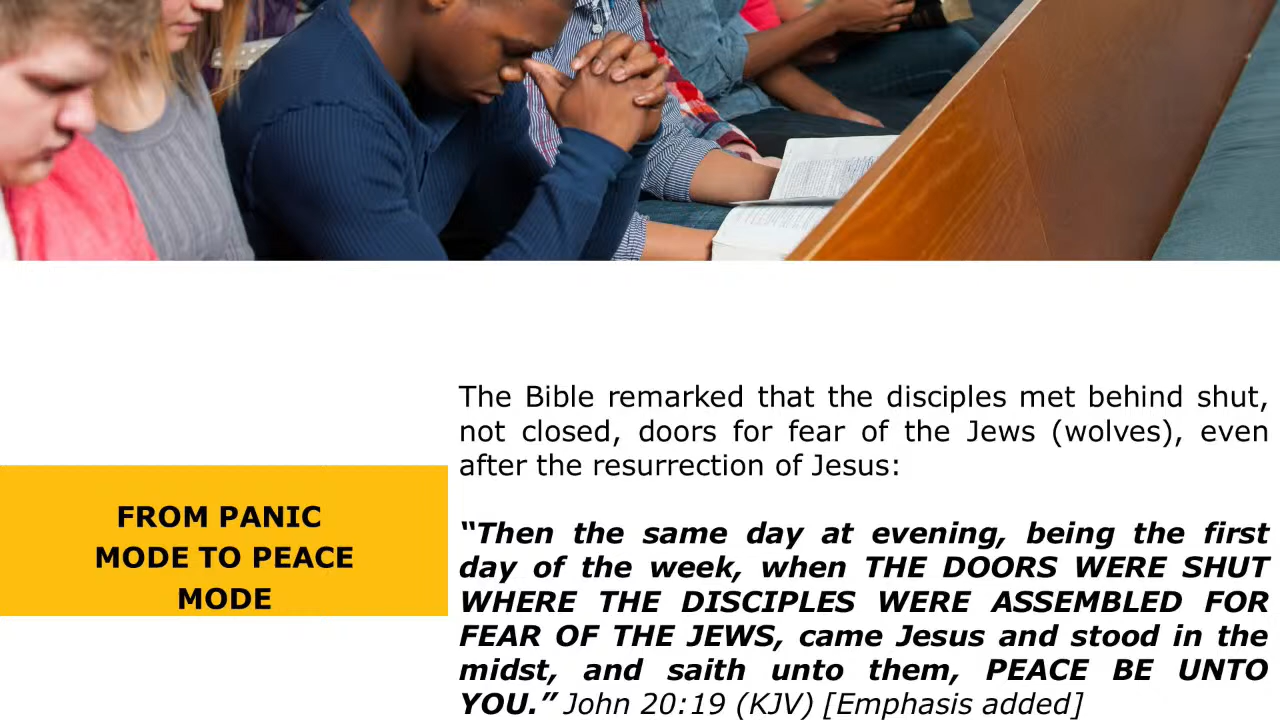 The Bible remarked that the disciples met behind shut,
not closed, doors for fear of the Jews (wolves), even
after the resurrection of Jesus:
FROM PANIC
MODE TO PEACE
MODE
“Then the same day at evening, being the first
day of the week, when THE DOORS WERE SHUT
WHERE THE DISCIPLES WERE ASSEMBLED FOR
FEAR OF THE JEWS, came Jesus and stood in the
midst, and saith unto them, PEACE BE UNTO
YOU.” John 20:19 (KJV) [Emphasis added]